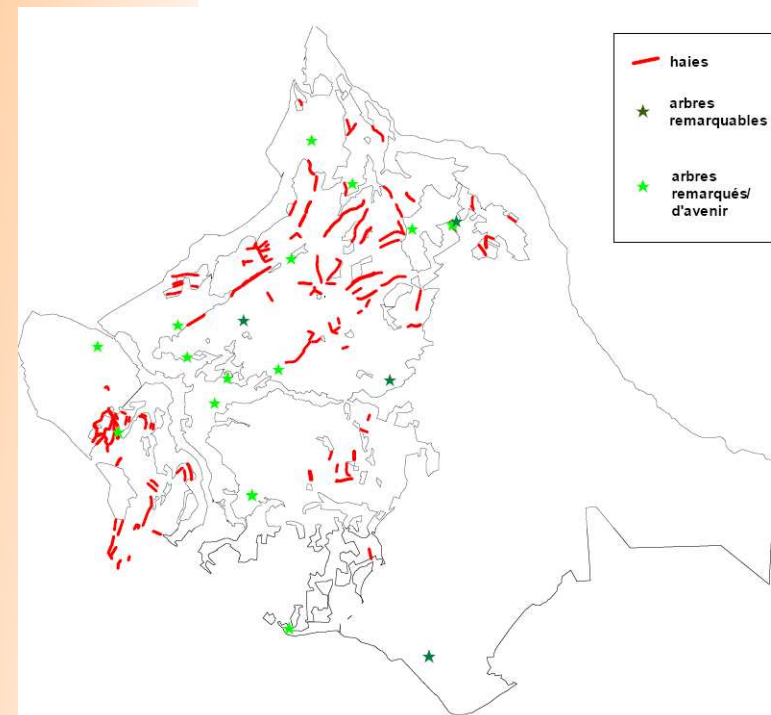 haies
arbres
remarquables
arbres
remarqués/
d'avenir